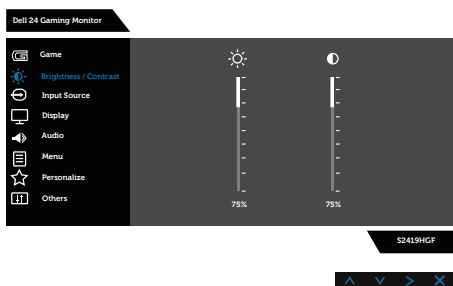 Dell 24 Gaming Monitor
Game
Brightness / Contrast
Input Source
Display
Audio
Menu
Personalize
Others
75%
75%
S2419HGF